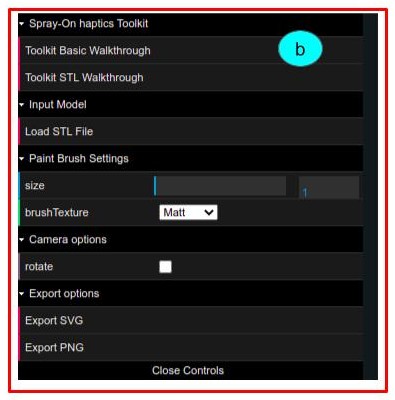 Spray-On haptics Toolkit
b
Toolkit Basic Walkthrough
Toolkit STL Walkthrough
Input Model
Load STL File
Paint Brush Settings
size 1
brushTexture Matt
Camera options
rotate
Export options
Export SVG
Export PNG
Close Controls